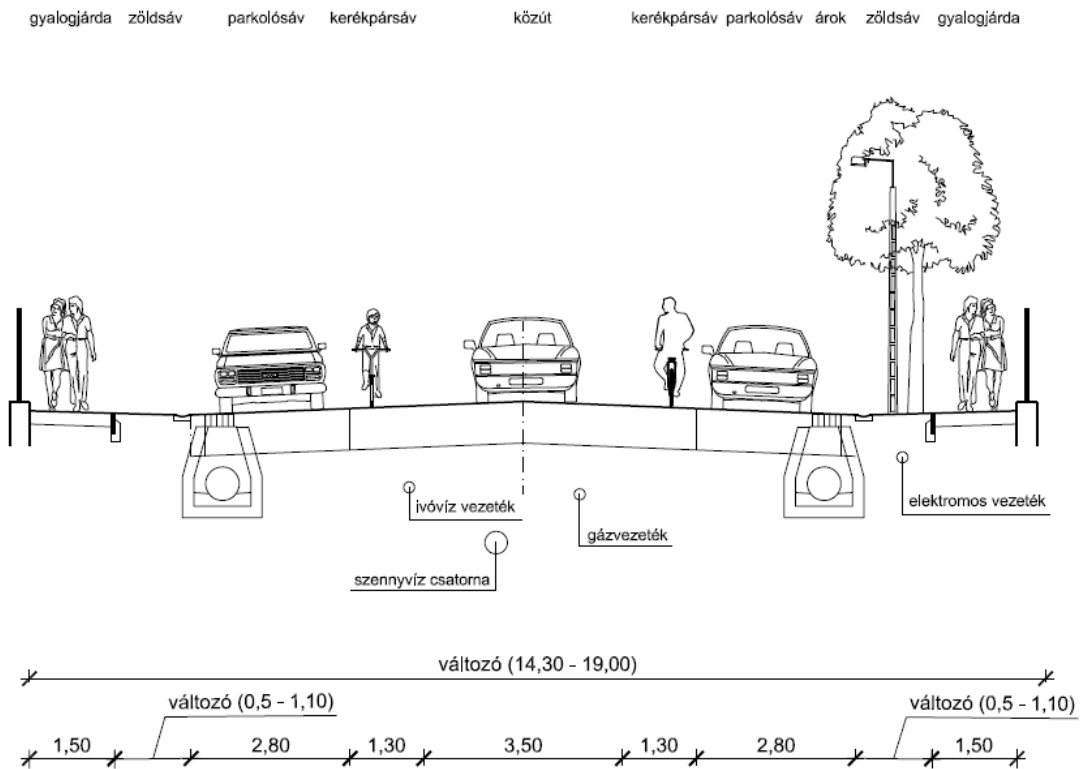 gyalogjárda zöldsáv parkolósáv kerékpársáv közút kerékpársáv parkolósáv árok zöldsáv gyalogjárda
elektromos vezeték
ivóvíz vezeték
gázvezeték
szennyvíz csatorna
változó (14,30 - 19,00)
változó (0,5 - 1,10) változó (0,5 - 1,10)
1,50 2,80 1,30 3,50 1,30 2,80 1,50